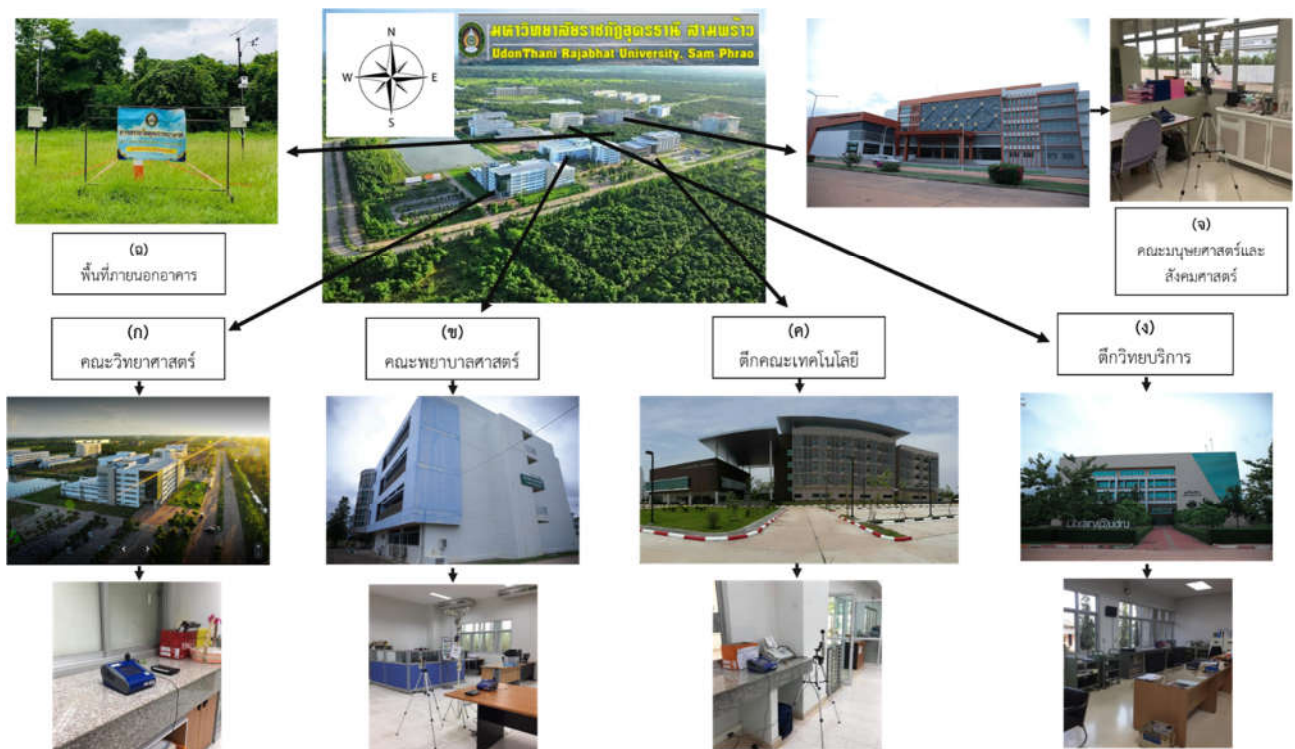 N
W E
S
มหาวิทยาลัยราชภัฏอุดรธานี สามพร้าว
UdonThani Rajabhat University, Sam Phrao
(ฉ)
พื้นที่ภายนอกอาคาร
(จ)
คณะมนุษยศาสตร์และ
สังคมศาสตร์
(ก)
คณะวิทยาศาสตร์
(ข)
คณะพยาบาลศาสตร์
(ค)
ตึกคณะเทคโนโลยี
(ง)
ตึกวิทยบริการ